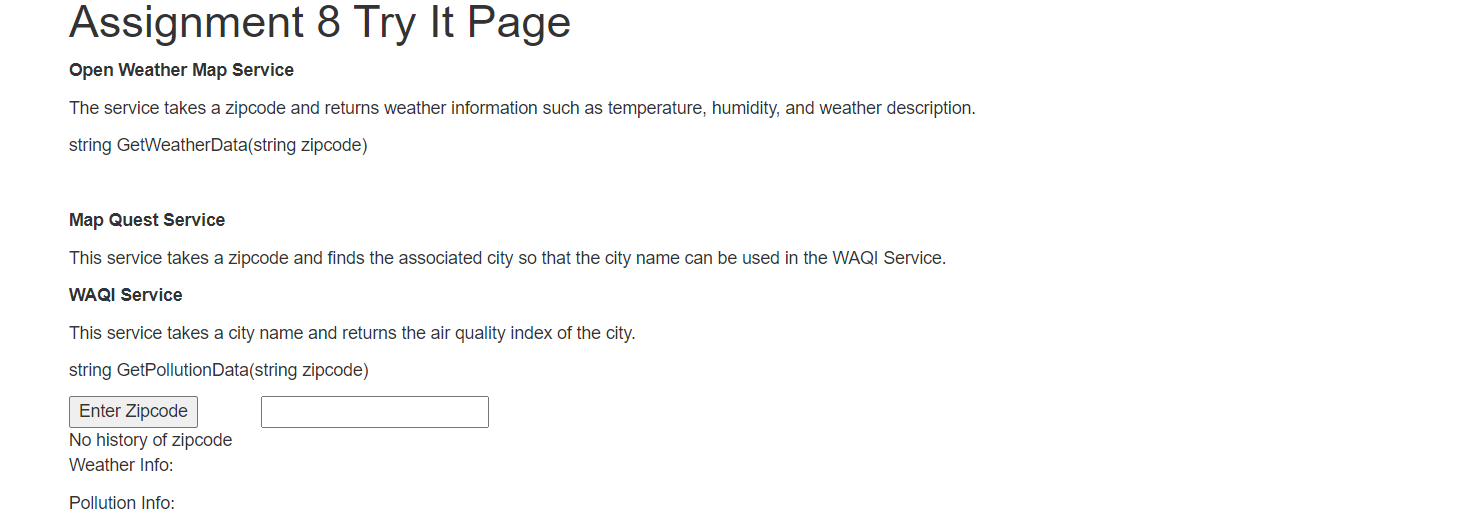 Assignment 8 Try It Page
Open Weather Map Service
The service takes a zipcode and returns weather information such as temperature, humidity, and weather description.
string GetWeatherData(string zipcode)
Map Quest Service
This service takes a zipcode and finds the associated city so that the city name can be used in the WAQI Service.
WAQI Service
This service takes a city name and returns the air quality index of the city.
string GetPollutionData(string zipcode)
Enter Zipcode
No history of zipcode
Weather Info:
Pollution Info: